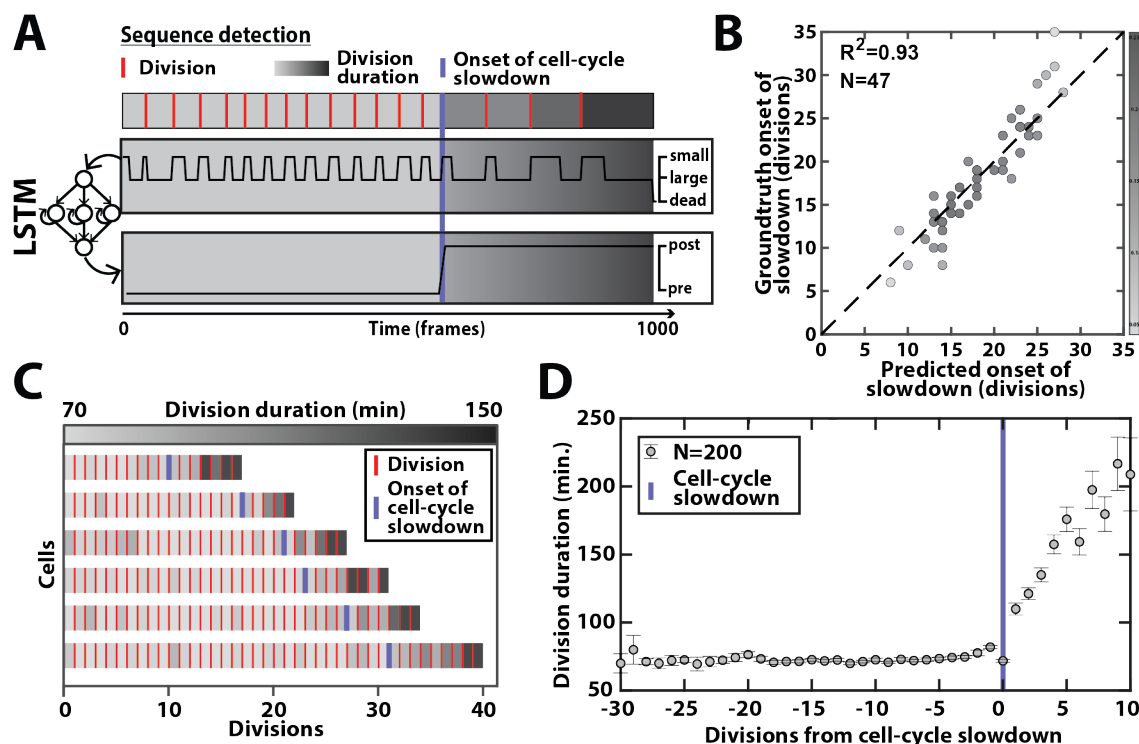 A
Sequence detection
Division
Division
duration
Onset of cell-cycle
slowdown
LSTM
small
large
dead
post
pre
0
Time (frames)
1000
B
R²=0.93
N=47
Groundtruth onset of
slowdown (divisions)
35
30
25
20
15
10
5
0
0 5 10 15 20 25 30 35
Predicted onset of
slowdown (divisions)
C
70 Division duration (min) 150
Division
Onset of
cell-cycle
slowdown
Cells
0 10 20 30 40
Divisions
D
Division duration (min.)
250
200
150
100
50
N=200
Cell-cycle
slowdown
-30 -25 -20 -15 -10 -5 0 5 10
Divisions from cell-cycle slowdown